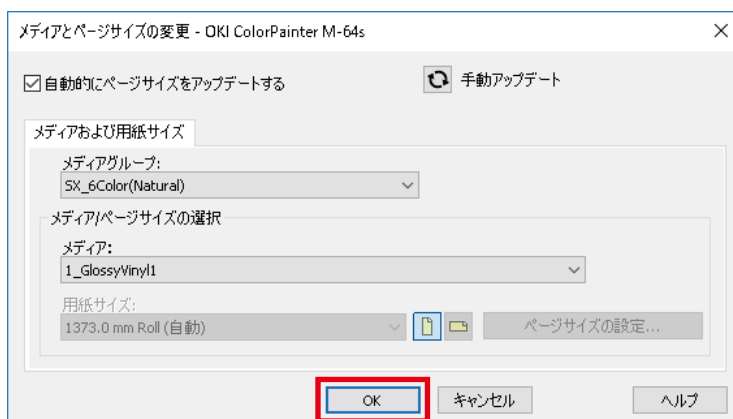 メディアとページサイズの変更 - OKI ColorPainter M-64s
自動的にページサイズをアップデートする
手動アップデート
メディアおよび用紙サイズ
メディアグループ:
SX_6Color(Natural)
メディア/ページサイズの選択
メディア:
1_GlossyVinyl1
用紙サイズ:
1373.0 mm Roll (自動)
ページサイズの設定...
OK
キャンセル
ヘルプ